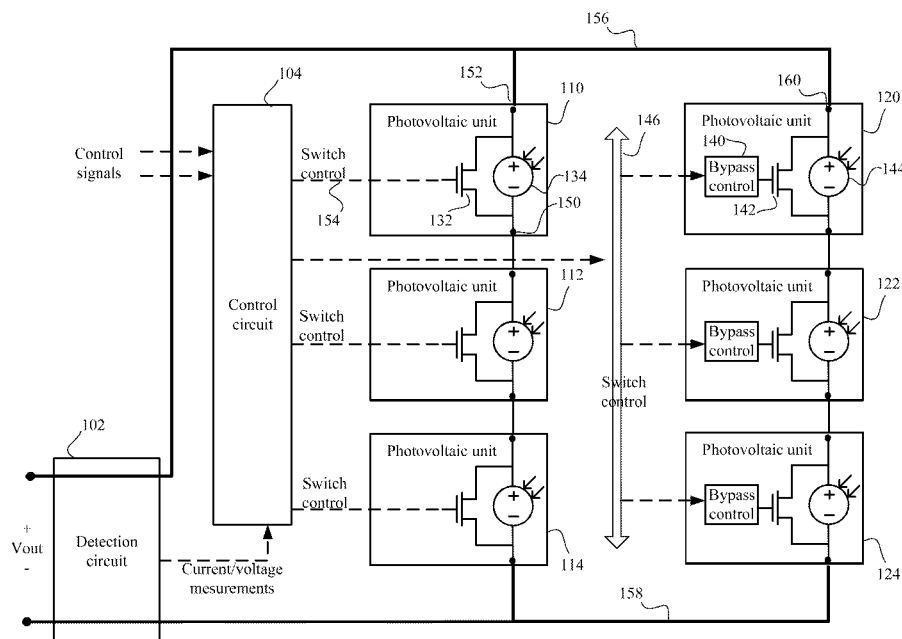 156
104
152
110
160
120
Photovoltaic unit
146
Photovoltaic unit
140
Control
signals
Switch
control
+
-
134
Bypass
control
+
-
144
154
132
150
142
112
122
Photovoltaic unit
Photovoltaic unit
Control
circuit
Switch
control
+
-
Bypass
control
+
-
Switch
control
102
Photovoltaic unit
Photovoltaic unit
Switch
control
+
-
Bypass
control
+
-
+
Vout
-
Detection
circuit
Current/voltage
mesurements
114
124
158